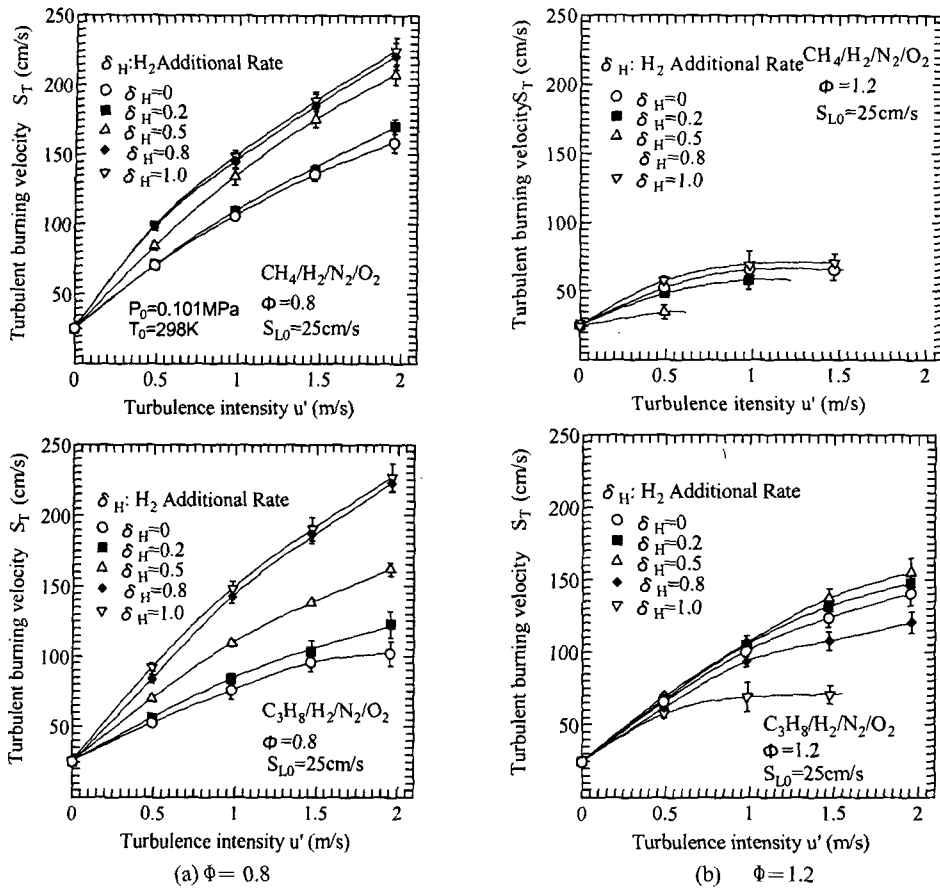 250
200
150
100
50
Turbulent burning velocity S_T (cm/s)
δ_H: H₂ Additional Rate
δ_H=0
δ_H=0.2
δ_H=0.5
δ_H=0.8
δ_H=1.0
CH₄/H₂/N₂/O₂
Φ=0.8
S_L0=25cm/s
P₀=0.101MPa
T₀=298K
0 0.5 1 1.5 2
Turbulence intensity u' (m/s)
250
200
150
100
50
Turbulent burning velocity S_T (cm/s)
CH₄/H₂/N₂/O₂
Φ=1.2
S_L0=25cm/s
δ_H: H₂ Additional Rate
δ_H=0
δ_H=0.2
δ_H=0.5
δ_H=0.8
δ_H=1.0
0 0.5 1 1.5 2
Turbulence itensity u' (m/s)
250
200
150
100
50
Turbulent burning velocity S_T (cm/s)
δ_H: H₂ Additional Rate
δ_H=0
δ_H=0.2
δ_H=0.5
δ_H=0.8
δ_H=1.0
C₃H₈/H₂/N₂/O₂
Φ=0.8
S_L0=25cm/s
0 0.5 1 1.5 2
Turbulence intensity u' (m/s)
(a) Φ= 0.8
250
200
150
100
50
Turbulent burning velocity S_T (cm/s)
δ_H: H₂ Additional Rate
δ_H=0
δ_H=0.2
δ_H=0.5
δ_H=0.8
δ_H=1.0
C₃H₈/H₂/N₂/O₂
Φ=1.2
S_L0=25cm/s
0 0.5 1 1.5 2
Turbulence intensity u' (m/s)
(b) Φ=1.2